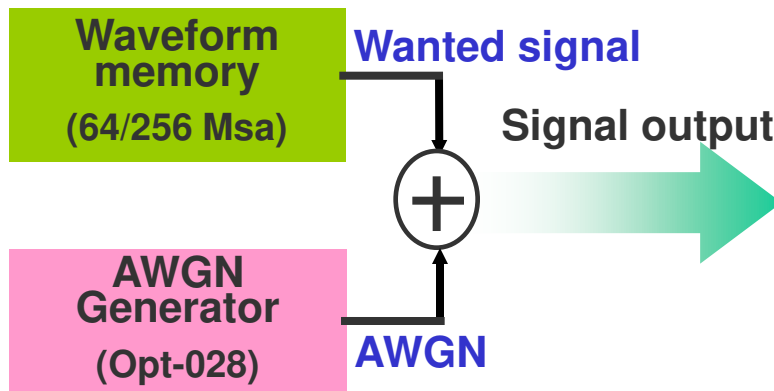 Waveform
memory
(64/256 Msa)
Wanted signal
Signal output
+
AWGN
Generator
(Opt-028)
AWGN